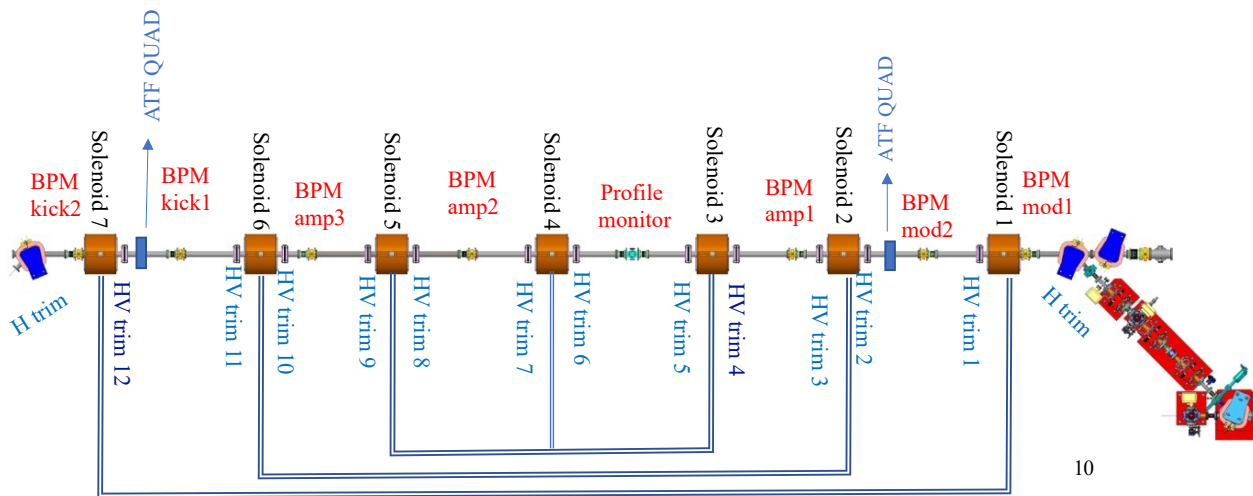 ATF QUAD
ATF QUAD
Solenoid 7
Solenoid 6
Solenoid 5
Solenoid 4
Solenoid 3
Solenoid 2
Solenoid 1
BPM
kick2
BPM
kick1
BPM
amp3
BPM
amp2
Profile
monitor
BPM
amp1
BPM
mod2
BPM
mod1
H trim
HV trim 12
HV trim 11
HV trim 10
HV trim 9
HV trim 8
HV trim 7
HV trim 6
HV trim 5
HV trim 4
HV trim 3
HV trim 2
HV trim 1
H trim
10